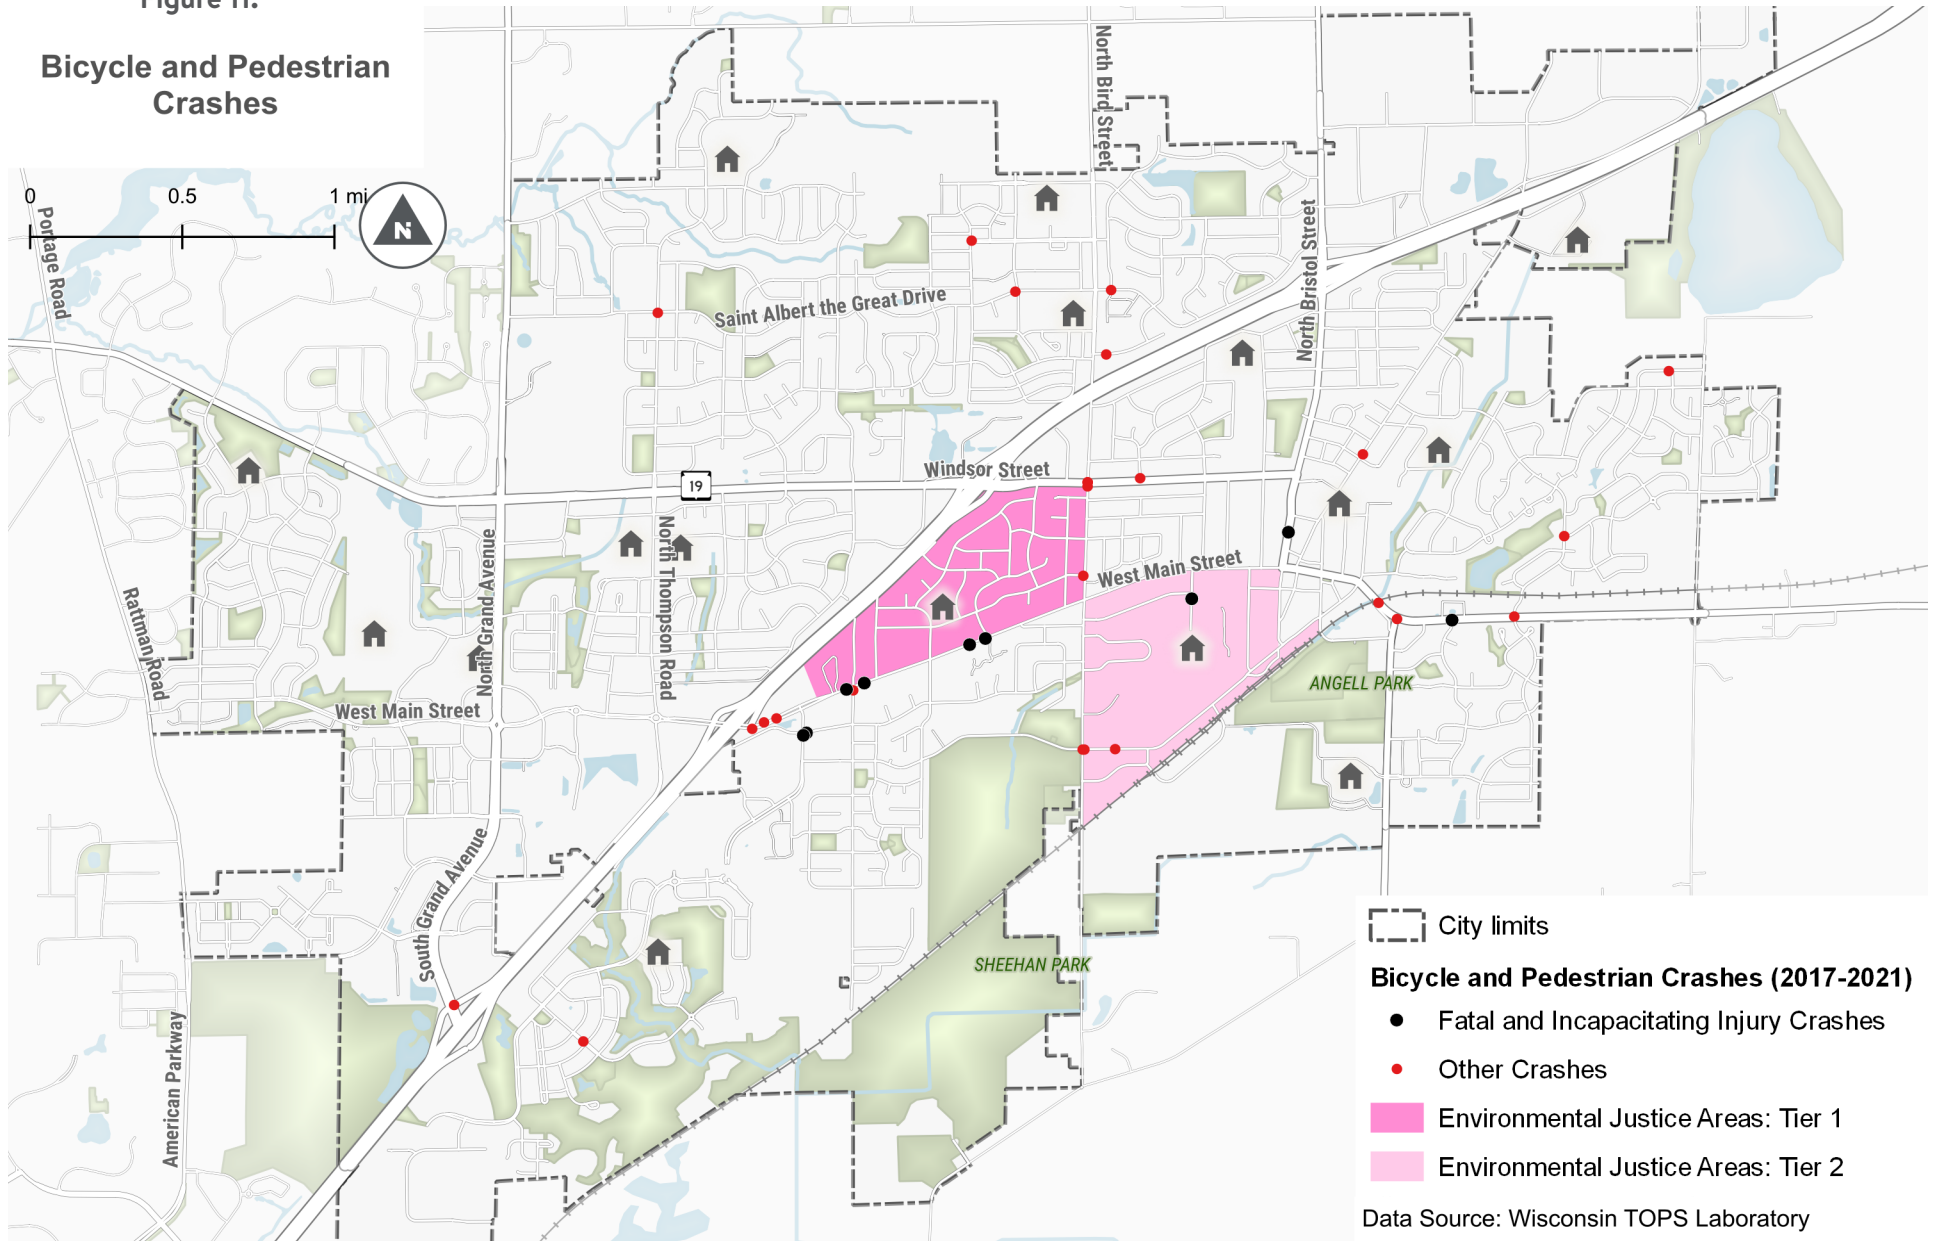 Figure 11.
Bicycle and Pedestrian
Crashes
0 0.5 1 mi
N
Portage Road
North Bird Street
North Bristol Street
Saint Albert the Great Drive
Windsor Street
19
North Grand Avenue
North Thompson Road
West Main Street
Rattman Road
West Main Street
ANGELL PARK
South Grand Avenue
SHEEHAN PARK
American Parkway
City limits
Bicycle and Pedestrian Crashes (2017-2021)
Fatal and Incapacitating Injury Crashes
Other Crashes
Environmental Justice Areas: Tier 1
Environmental Justice Areas: Tier 2
Data Source: Wisconsin TOPS Laboratory